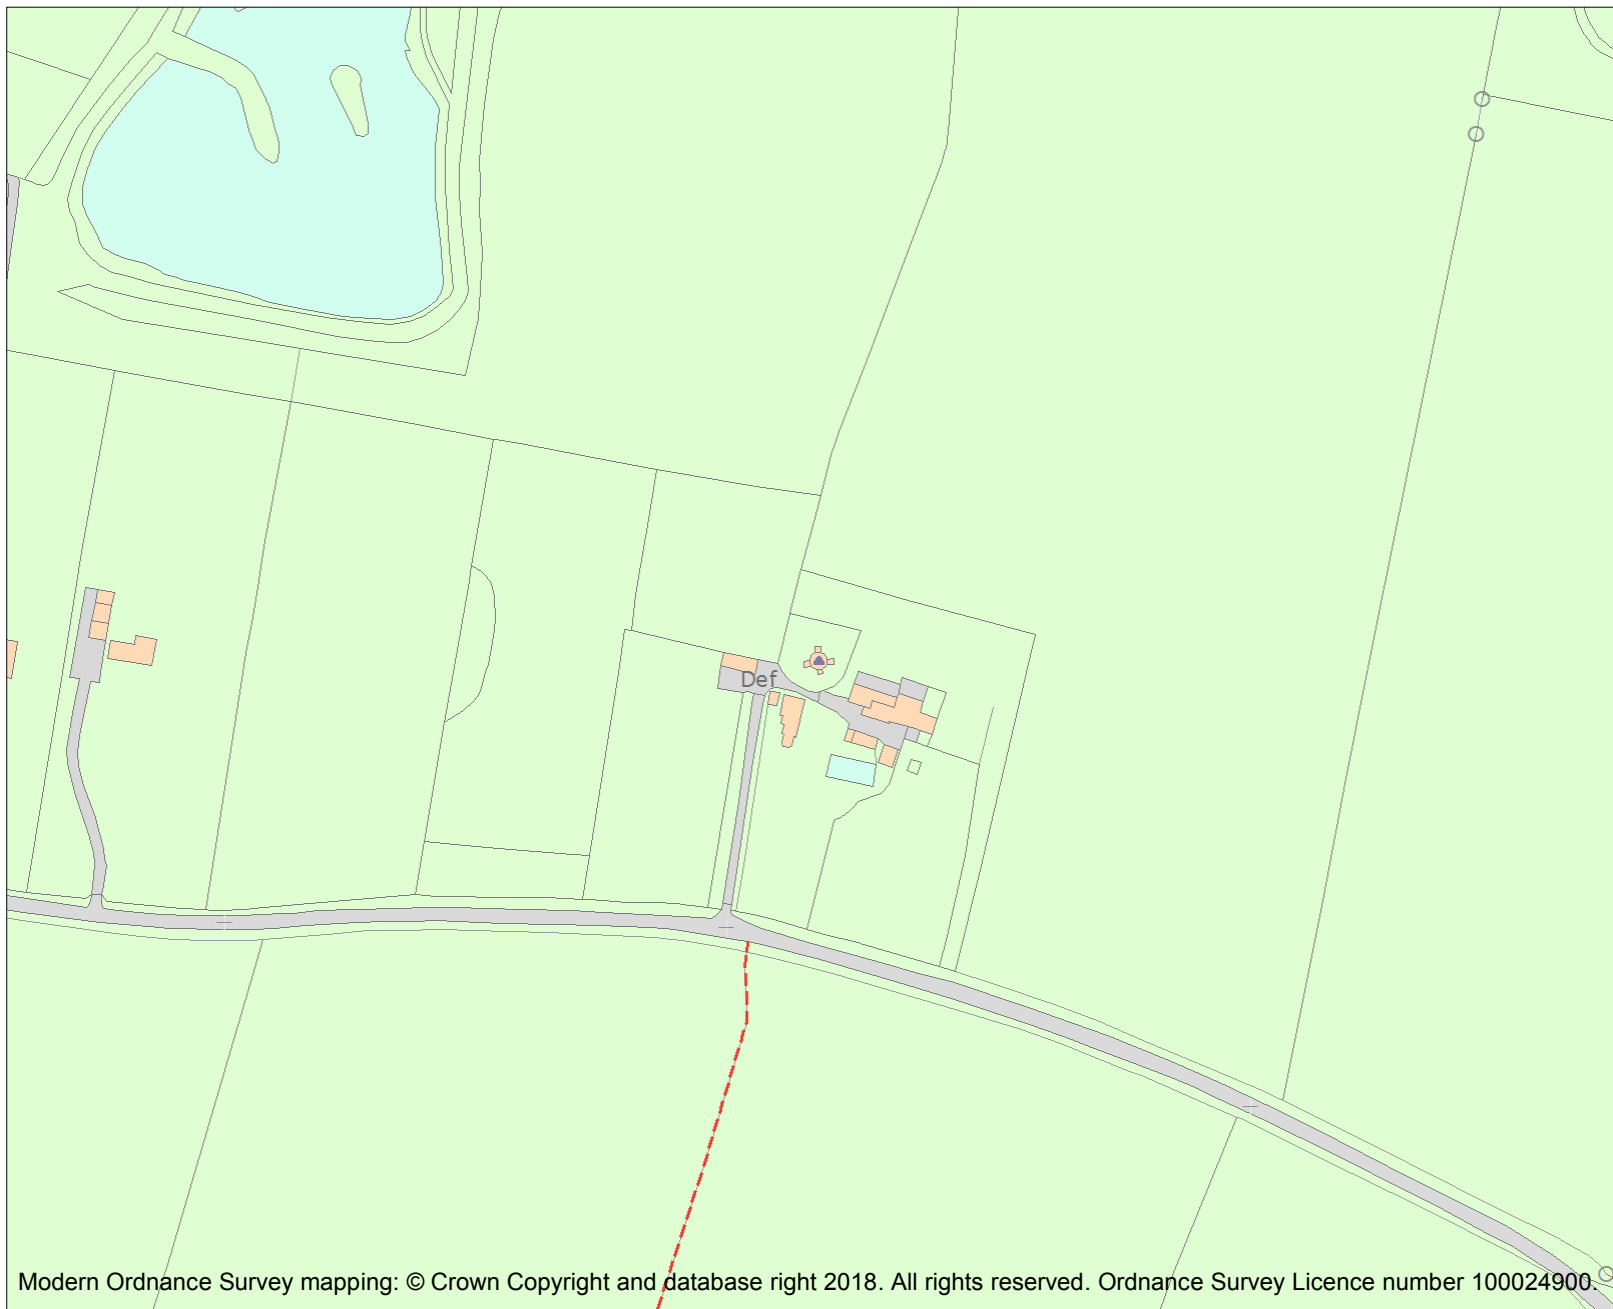 Def
Modern Ordnance Survey mapping: © Crown Copyright and database right 2018. All rights reserved. Ordnance Survey Licence number 100024900.